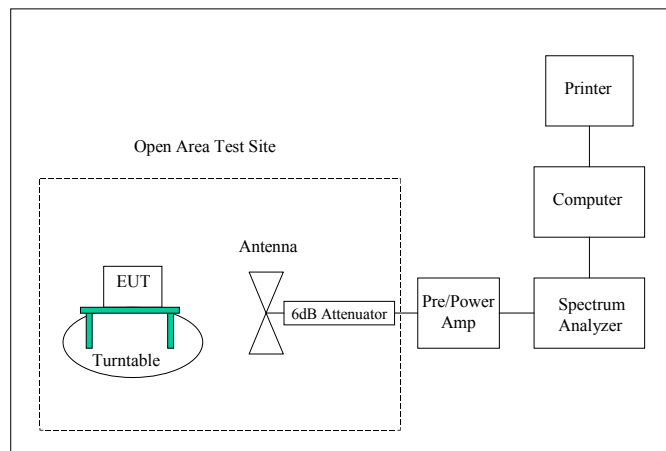 Printer
Open Area Test Site
Computer
Antenna
EUT
6dB Attenuator
Pre/Power
Amp
Spectrum
Analyzer
Turntable